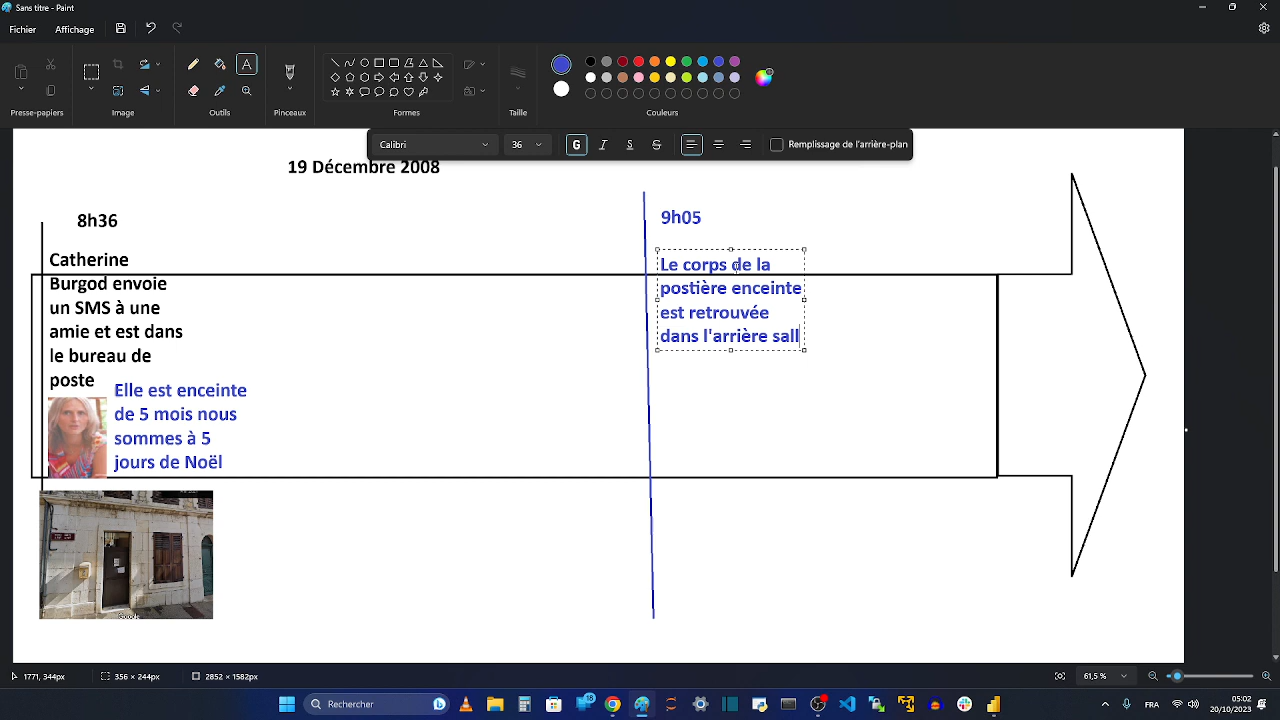 Sans titre - Paint
Fichier
Affichage
Presse-papiers
Image
Outils
Pinceaux
Formes
Taille
Couleurs
Calibri
36
G
I
S
S
Remplissage de l'arrière-plan
19 Décembre 2008
8h36
Catherine
Burgod envoie
un SMS à une
amie et est dans
le bureau de
poste
Elle est enceinte
de 5 mois nous
sommes à 5
jours de Noël
Google
9h05
Le corps de la
postière enceinte
est retrouvée
dans l'arrière sall
1771, 344px
356 × 244px
2852 × 1582px
61,5 %
Rechercher
FRA
05:02
20/10/2023